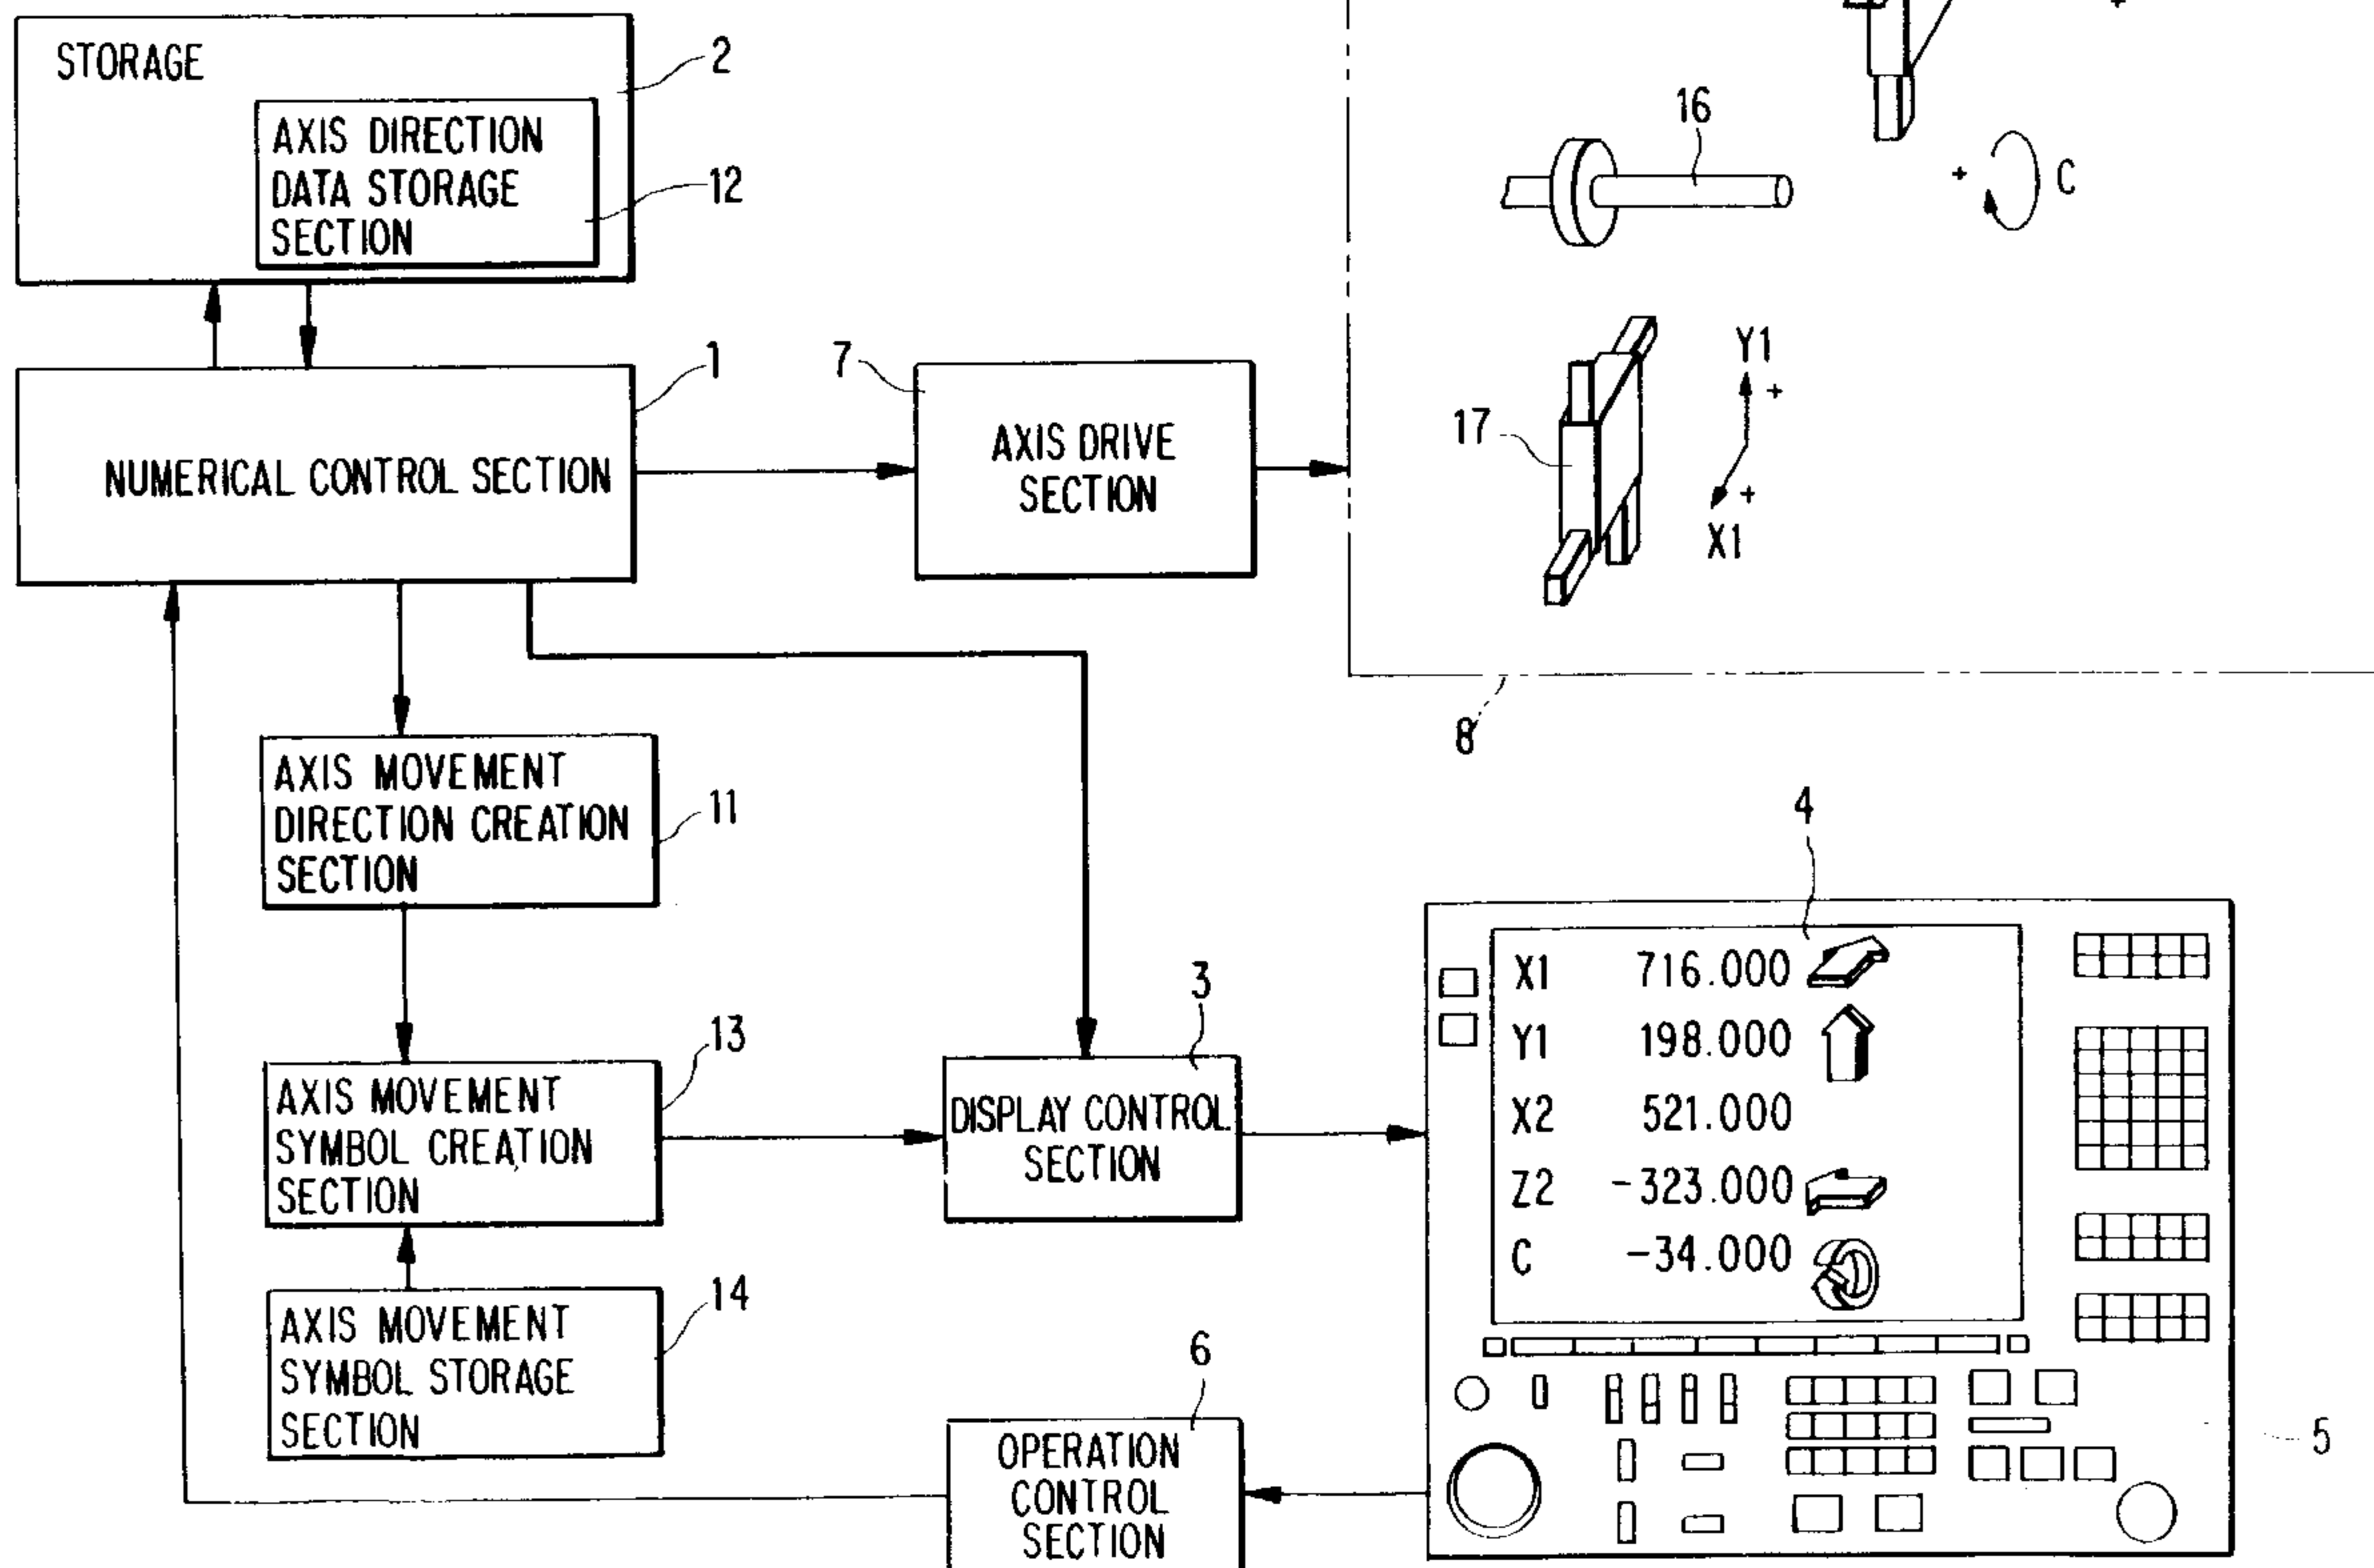 STORAGE
2
AXIS DIRECTION
DATA STORAGE
SECTION
12
16
+
+ C
1
NUMERICAL CONTROL SECTION
7
AXIS DRIVE
SECTION
17
Y1
+
+
X1
8
AXIS MOVEMENT
DIRECTION CREATION
SECTION
11
4
X1 716.000
Y1 198.000
X2 521.000
Z2 -323.000
C -34.000
13
AXIS MOVEMENT
SYMBOL CREATION
SECTION
3
DISPLAY CONTROL
SECTION
14
AXIS MOVEMENT
SYMBOL STORAGE
SECTION
6
OPERATION
CONTROL
SECTION
5